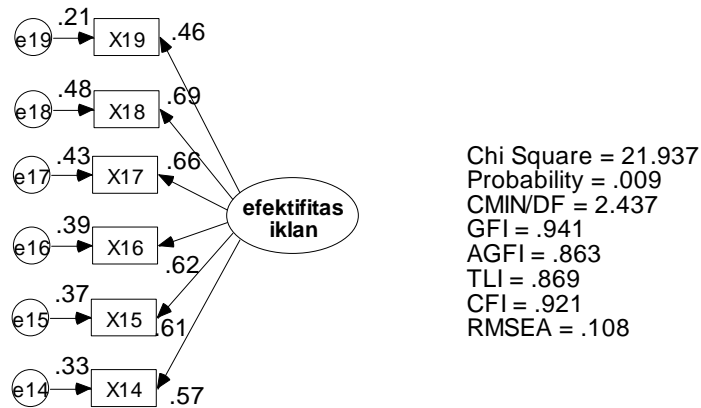 .21
e19 X19 .46
.48
e18 X18 .69
.43
e17 X17 .66
efektifitas
iklan
.39
e16 X16
.62
.37
e15 X15 .61
.33
e14 X14 .57
Chi Square = 21.937
Probability = .009
CMIN/DF = 2.437
GFI = .941
AGFI = .863
TLI = .869
CFI = .921
RMSEA = .108